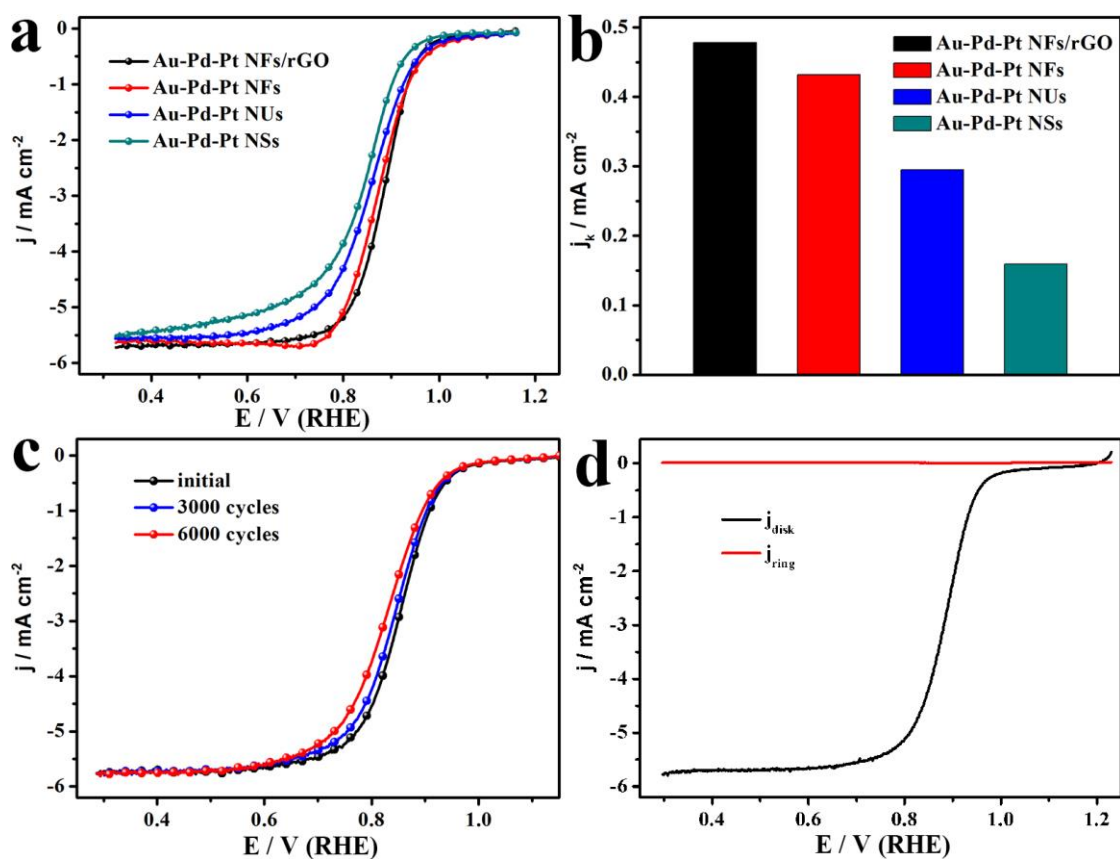 a
Au-Pd-Pt NFs/rGO
Au-Pd-Pt NFs
Au-Pd-Pt NUs
Au-Pd-Pt NSs
j / mA cm-2
0
-1
-2
-3
-4
-5
-6
0.4
0.6
0.8
1.0
1.2
E / V (RHE)
b
Au-Pd-Pt NFs/rGO
Au-Pd-Pt NFs
Au-Pd-Pt NUs
Au-Pd-Pt NSs
jk / mA cm-2
0.5
0.4
0.3
0.2
0.1
0.0
c
initial
3000 cycles
6000 cycles
j / mA cm-2
0
-1
-2
-3
-4
-5
-6
0.4
0.6
0.8
1.0
E / V (RHE)
d
jdisk
jring
j / mA cm-2
0
-1
-2
-3
-4
-5
-6
0.4
0.6
0.8
1.0
1.2
E / V (RHE)